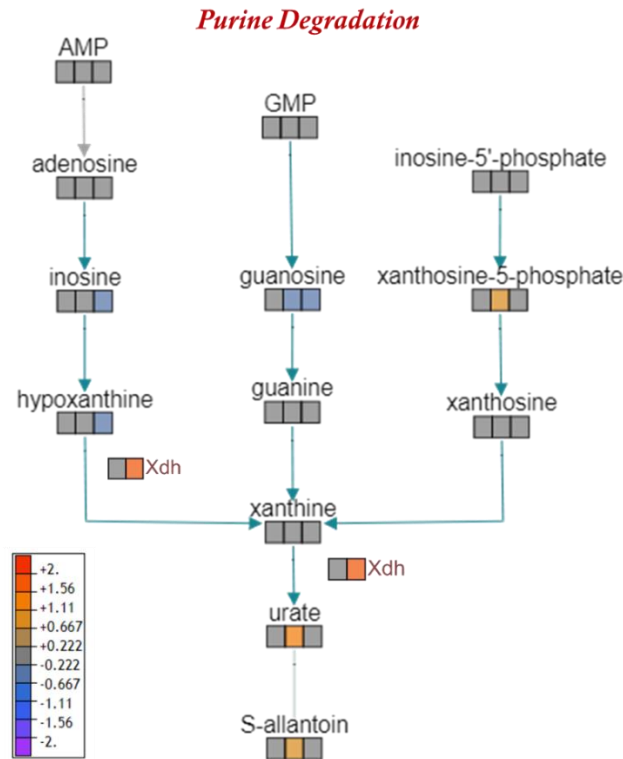 Purine Degradation
AMP
GMP
adenosine
inosine-5'-phosphate
inosine
guanosine
xanthosine-5-phosphate
hypoxanthine
guanine
xanthosine
Xdh
xanthine
Xdh
+2.
+1.56
+1.11
+0.667
+0.222
-0.222
-0.667
-1.11
-1.56
-2.
urate
S-allantoin